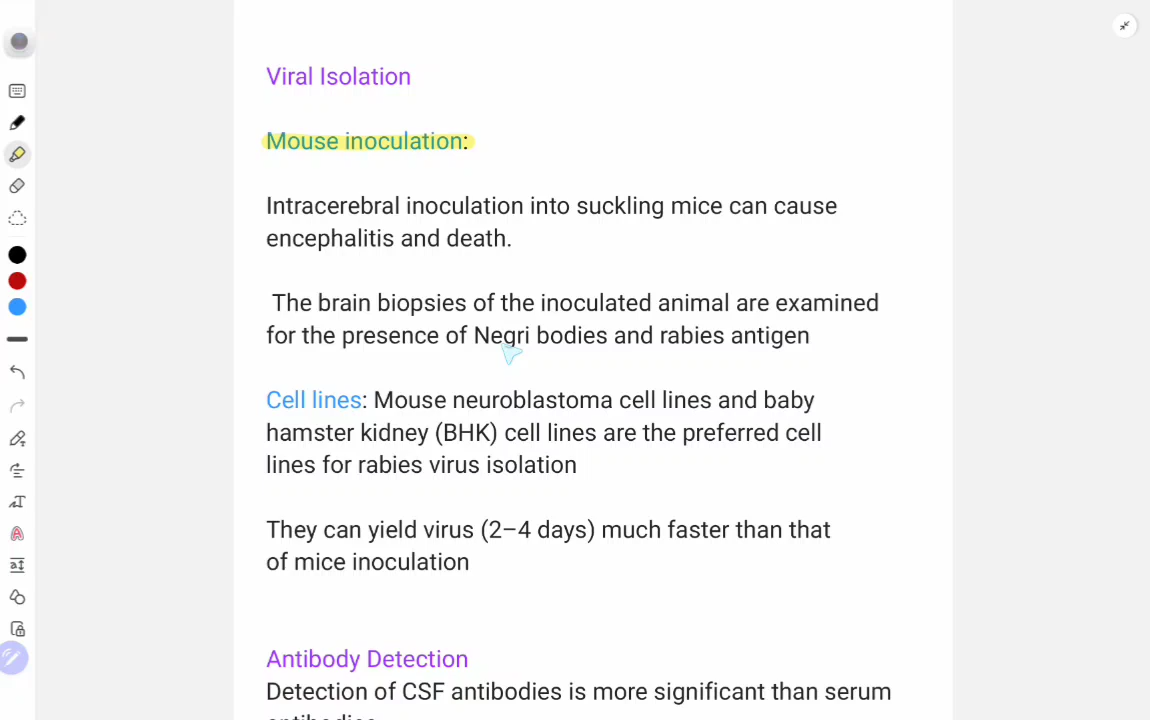 Viral Isolation
Mouse inoculation:
Intracerebral inoculation into suckling mice can cause
encephalitis and death.
The brain biopsies of the inoculated animal are examined
for the presence of Negri bodies and rabies antigen
Cell lines: Mouse neuroblastoma cell lines and baby
hamster kidney (BHK) cell lines are the preferred cell
lines for rabies virus isolation
They can yield virus (2–4 days) much faster than that
of mice inoculation
Antibody Detection
Detection of CSF antibodies is more significant than serum